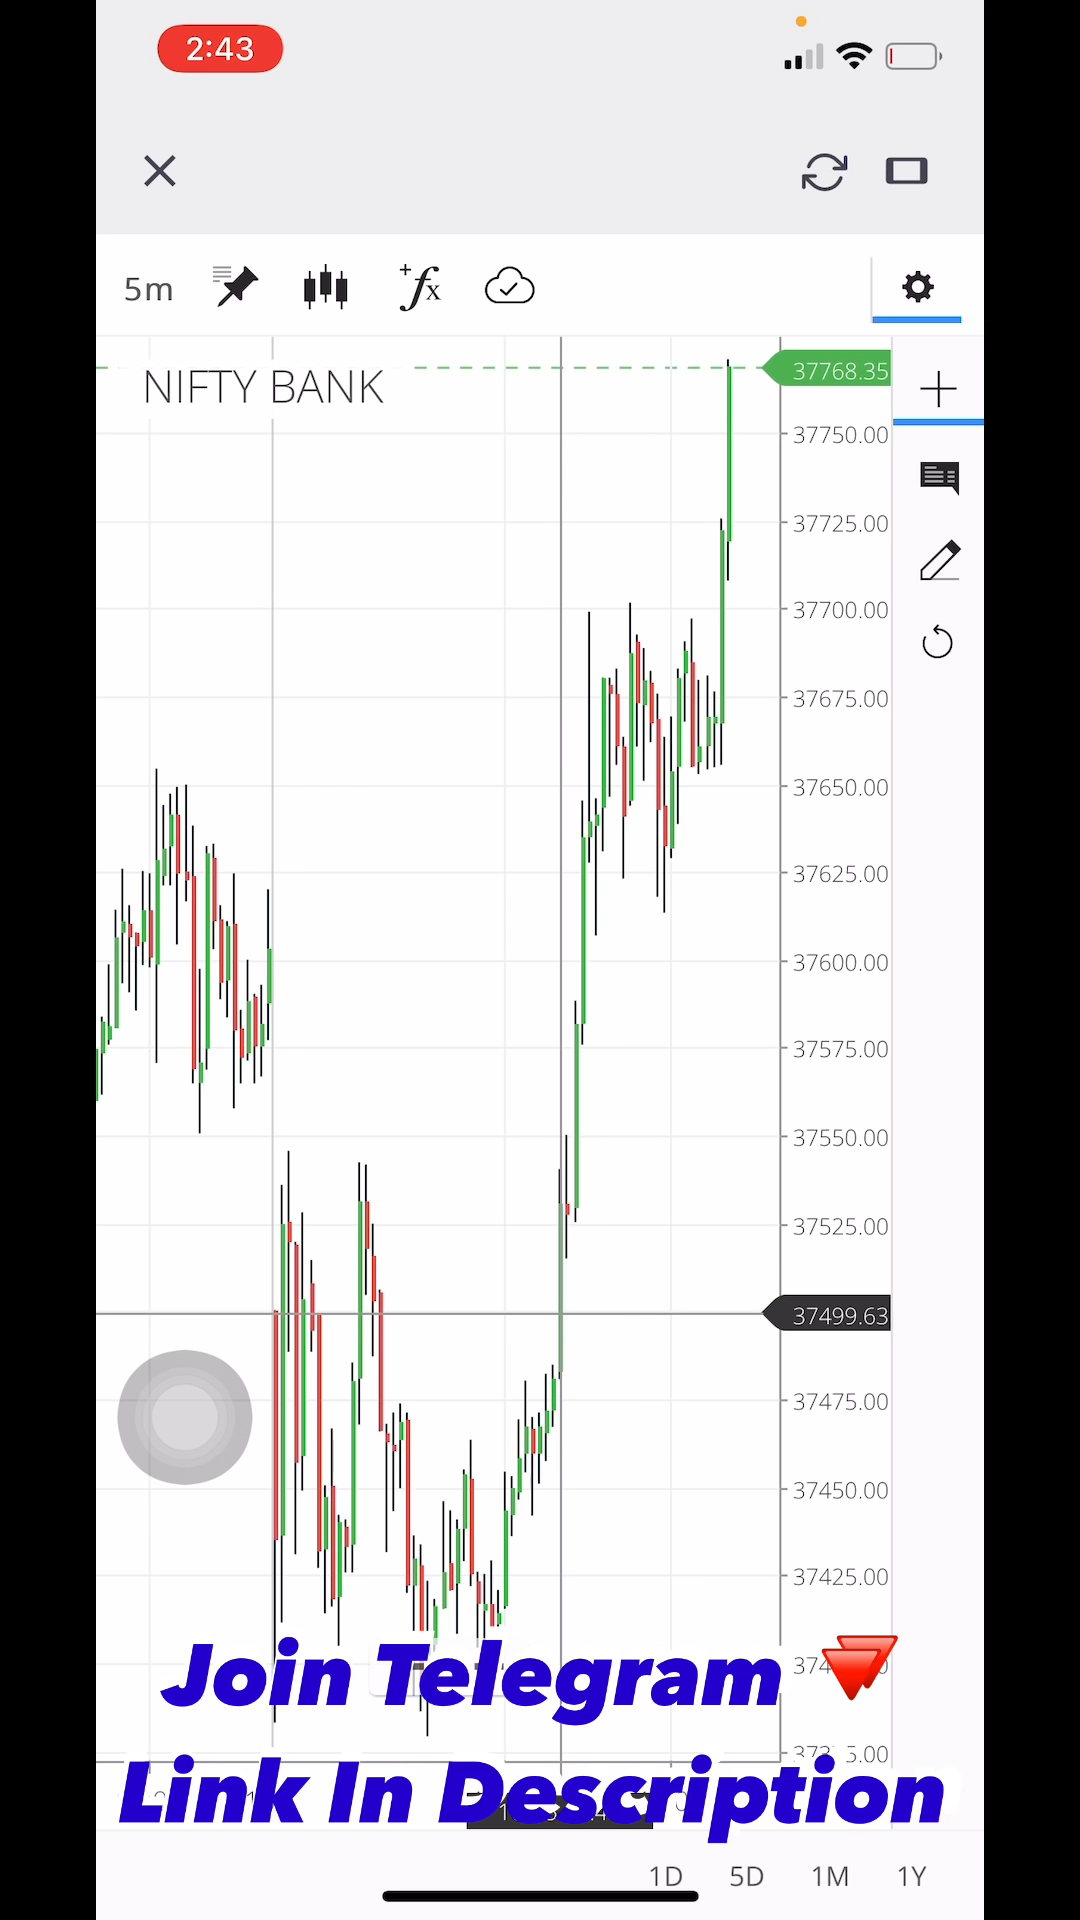 2:43
5m
fx
NIFTY BANK
37768.35
37750.00
37725.00
37700.00
37675.00
37650.00
37625.00
37600.00
37575.00
37550.00
37525.00
37499.63
37475.00
37450.00
37425.00
Join Telegram
Link In Description
1D 5D 1M 1Y